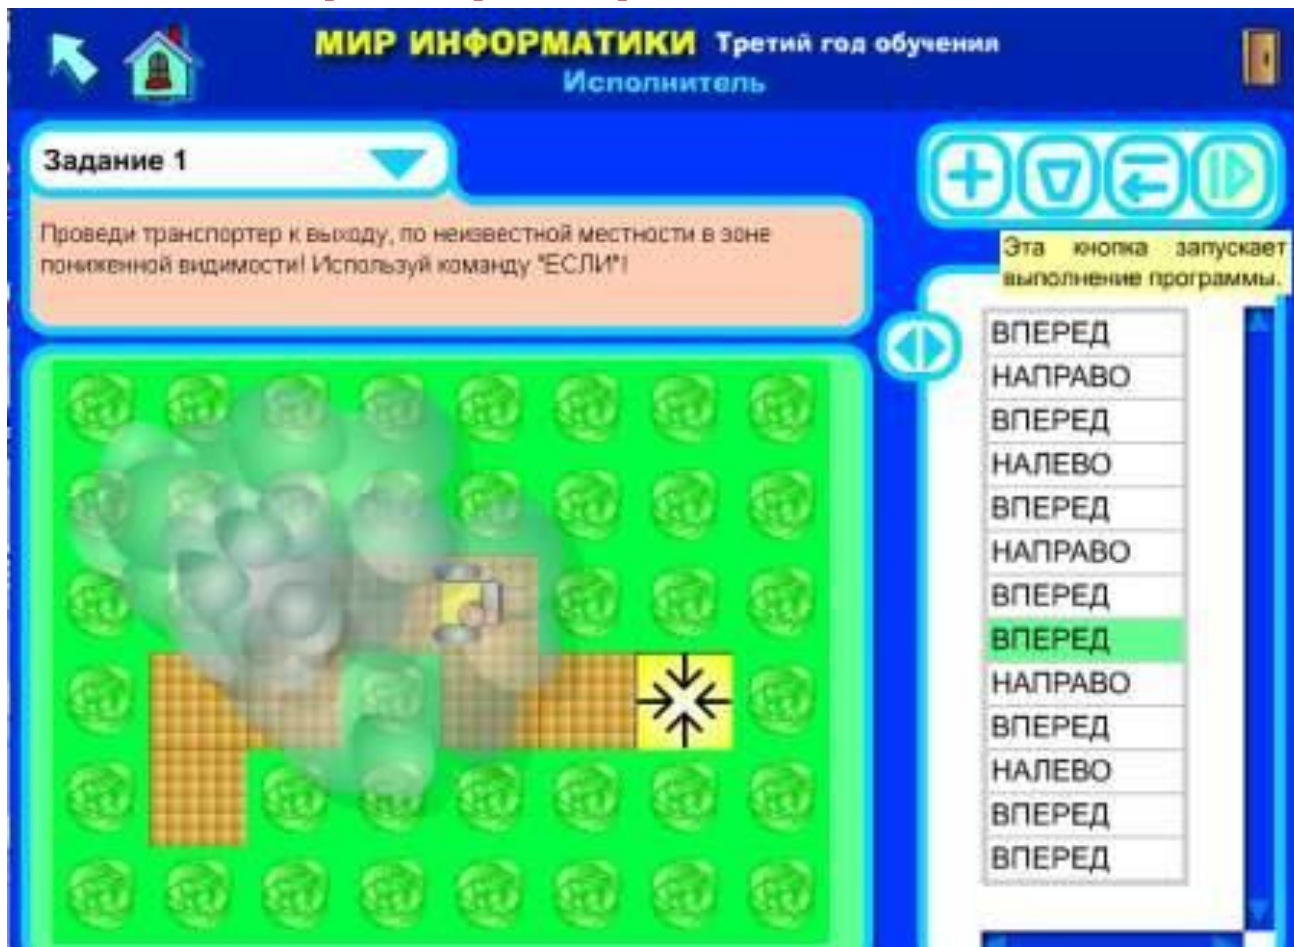 МИР ИНФОРМАТИКИ Третий год обучения
Исполнитель
Задание 1
Проведи транспортер к выходу, по неизвестной местности в зоне
пониженной видимости! Используй команду "ЕСЛИ"!
Эта кнопка запускает
выполнение программы.
ВПЕРЕД
НАПРАВО
ВПЕРЕД
НАЛЕВО
ВПЕРЕД
НАПРАВО
ВПЕРЕД
ВПЕРЕД
НАПРАВО
ВПЕРЕД
НАЛЕВО
ВПЕРЕД
ВПЕРЕД